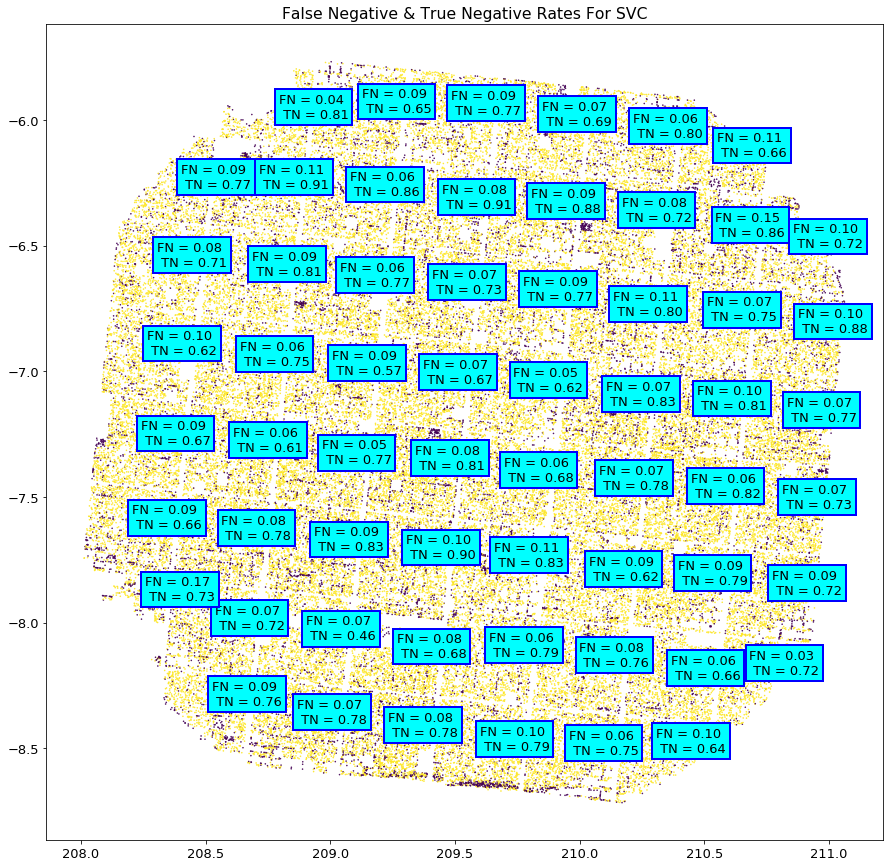 False Negative & True Negative Rates For SVC
−6.0
−6.5
−7.0
−7.5
−8.0
−8.5
FN = 0.04
TN = 0.81
FN = 0.09
TN = 0.65
FN = 0.09
TN = 0.77
FN = 0.07
TN = 0.69
FN = 0.06
TN = 0.80
FN = 0.11
TN = 0.66
FN = 0.09
TN = 0.77
FN = 0.11
TN = 0.91
FN = 0.06
TN = 0.86
FN = 0.08
TN = 0.91
FN = 0.09
TN = 0.88
FN = 0.08
TN = 0.72
FN = 0.15
TN = 0.86
FN = 0.10
TN = 0.72
FN = 0.08
TN = 0.71
FN = 0.09
TN = 0.81
FN = 0.06
TN = 0.77
FN = 0.07
TN = 0.73
FN = 0.09
TN = 0.77
FN = 0.11
TN = 0.80
FN = 0.07
TN = 0.75
FN = 0.10
TN = 0.88
FN = 0.10
TN = 0.62
FN = 0.06
TN = 0.75
FN = 0.09
TN = 0.57
FN = 0.07
TN = 0.67
FN = 0.05
TN = 0.62
FN = 0.07
TN = 0.83
FN = 0.10
TN = 0.81
FN = 0.07
TN = 0.77
FN = 0.09
TN = 0.67
FN = 0.06
TN = 0.61
FN = 0.05
TN = 0.77
FN = 0.08
TN = 0.81
FN = 0.06
TN = 0.68
FN = 0.07
TN = 0.78
FN = 0.06
TN = 0.82
FN = 0.07
TN = 0.73
FN = 0.09
TN = 0.66
FN = 0.08
TN = 0.78
FN = 0.09
TN = 0.83
FN = 0.10
TN = 0.90
FN = 0.11
TN = 0.83
FN = 0.09
TN = 0.62
FN = 0.09
TN = 0.79
FN = 0.09
TN = 0.72
FN = 0.17
TN = 0.73
FN = 0.07
TN = 0.72
FN = 0.07
TN = 0.46
FN = 0.08
TN = 0.68
FN = 0.06
TN = 0.79
FN = 0.08
TN = 0.76
FN = 0.06
TN = 0.66
FN = 0.03
TN = 0.72
FN = 0.09
TN = 0.76
FN = 0.07
TN = 0.78
FN = 0.08
TN = 0.78
FN = 0.10
TN = 0.79
FN = 0.06
TN = 0.75
FN = 0.10
TN = 0.64
208.0 208.5 209.0 209.5 210.0 210.5 211.0